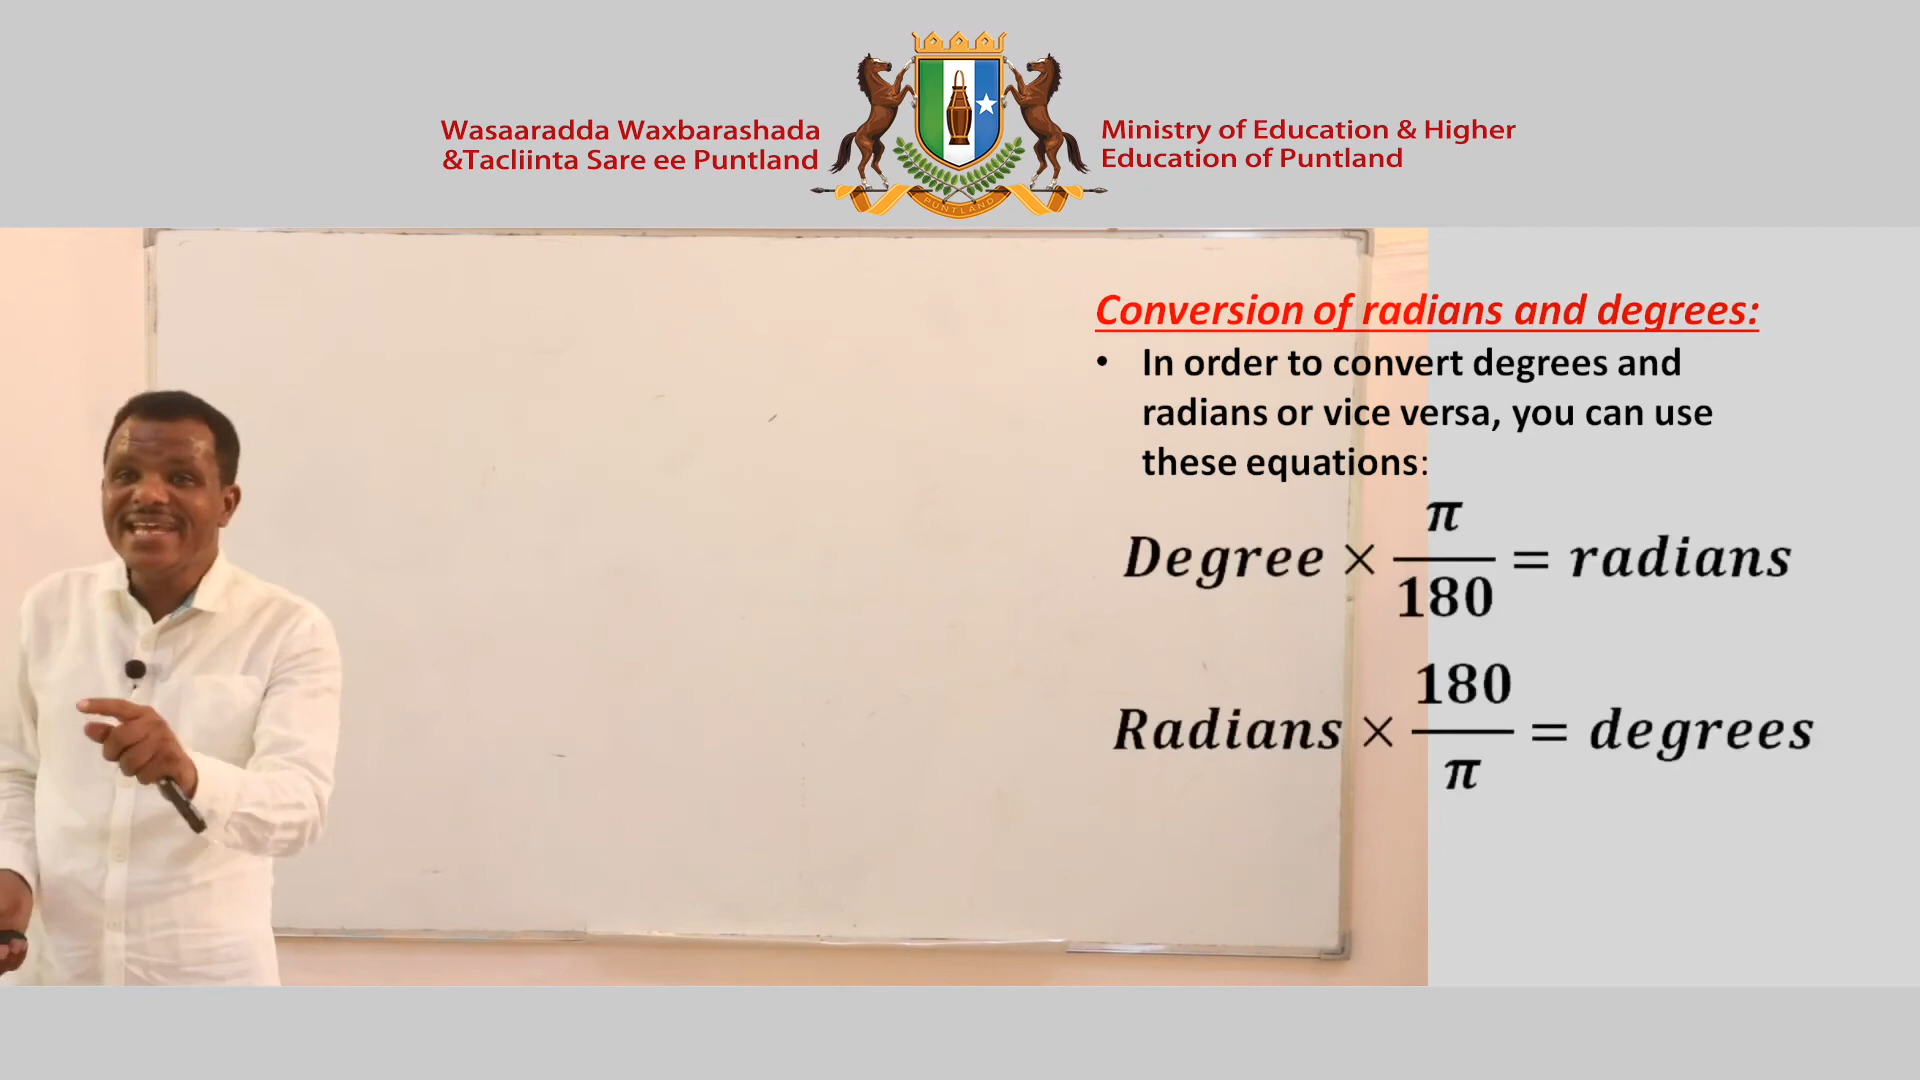 Wasaaradda Waxbarashada
&Tacliinta Sare ee Puntland
Ministry of Education & Higher
Education of Puntland
PUNTLAND
Conversion of radians and degrees:
• In order to convert degrees and
radians or vice versa, you can use
these equations:
Degree × π/180 = radians
Radians × 180/π = degrees